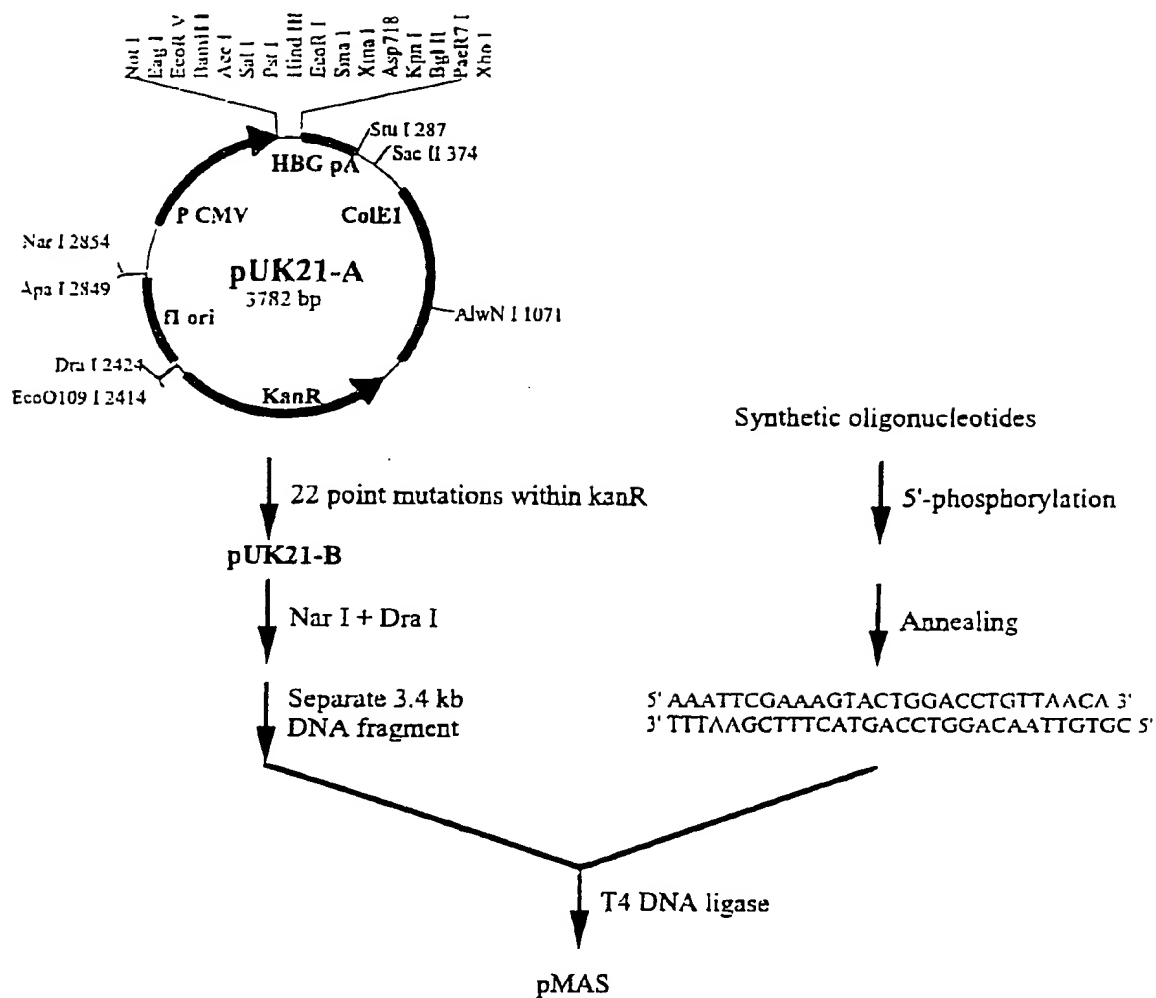 Not I
Eag I
EcoR V
BamH I
Acc I
Sal I
Pst I
Hind III
EcoR I
Sma I
Xma I
Asp718
Kpn I
Bgl II
PaeR7 I
Xho I
Stu I 287
Sac II 374
HBG pA
P CMV
ColE1
Nar I 2854
pUK21-A
3782 bp
Apa I 2849
f1 ori
AlwN I 1071
Dra I 2424
EcoO109 I 2414
KanR
Synthetic oligonucleotides
22 point mutations within kanR
5'-phosphorylation
pUK21-B
Nar I + Dra I
Annealing
Separate 3.4 kb
DNA fragment
5' AAATTCGAAAGTACTGGACCTGTTAACA 3'
3' TTTAAGCTTTCATGACCTGGACAATTGTGC 5'
T4 DNA ligase
pMAS